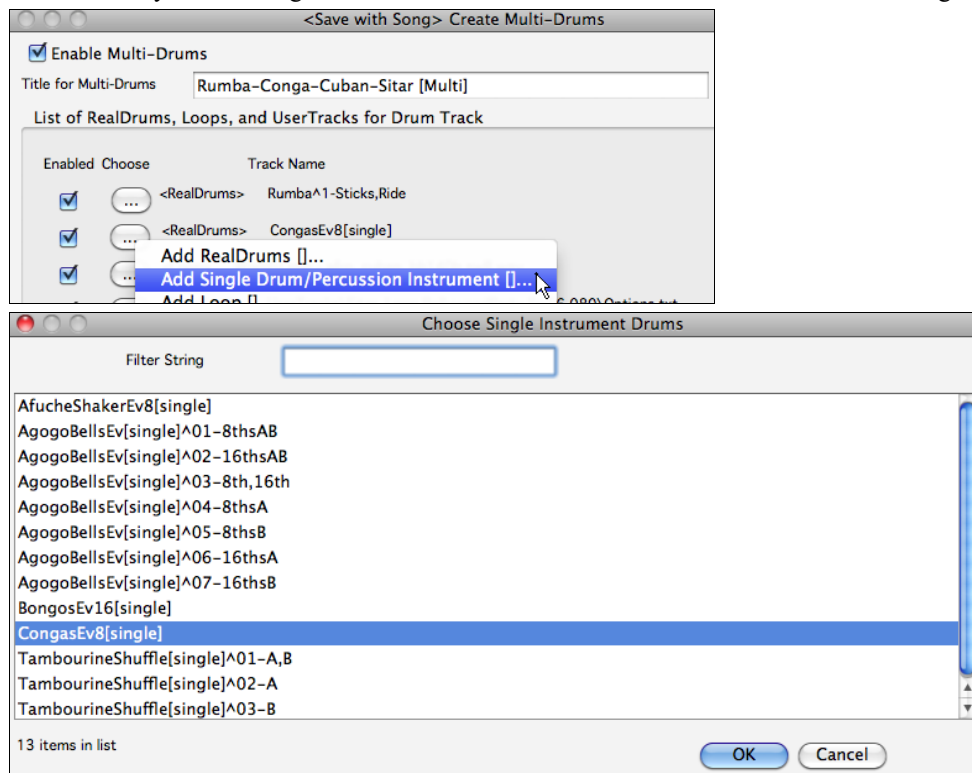 <Save with Song> Create Multi-Drums
Enable Multi-Drums
Title for Multi-Drums Rumba-Conga-Cuban-Sitar [Multi]
List of RealDrums, Loops, and UserTracks for Drum Track
Enabled Choose Track Name
... <RealDrums> Rumba^1-Sticks,Ride
... <RealDrums> CongasEv8[single]
Add RealDrums []...
... Add Single Drum/Percussion Instrument []...
Add Loop []
Choose Single Instrument Drums
Filter String
AfucheShakerEv8[single]
AgogoBellsEv[single]^01-8thsAB
AgogoBellsEv[single]^02-16thsAB
AgogoBellsEv[single]^03-8th,16th
AgogoBellsEv[single]^04-8thsA
AgogoBellsEv[single]^05-8thsB
AgogoBellsEv[single]^06-16thsA
AgogoBellsEv[single]^07-16thsB
BongosEv16[single]
CongasEv8[single]
TambourineShuffle[single]^01-A,B
TambourineShuffle[single]^02-A
TambourineShuffle[single]^03-B
13 items in list
OK Cancel